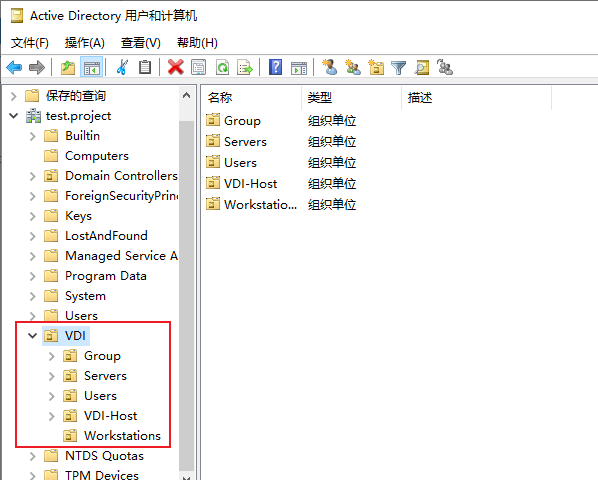 Active Directory 用户和计算机
文件(F) 操作(A) 查看(V) 帮助(H)
保存的查询
test.project
Builtin
Computers
Domain Controllers
ForeignSecurityPrinc
Keys
LostAndFound
Managed Service A
Program Data
System
Users
VDI
Group
Servers
Users
VDI-Host
Workstations
NTDS Quotas
TPM Devices
名称 类型 描述
Group 组织单位
Servers 组织单位
Users 组织单位
VDI-Host 组织单位
Workstatio... 组织单位